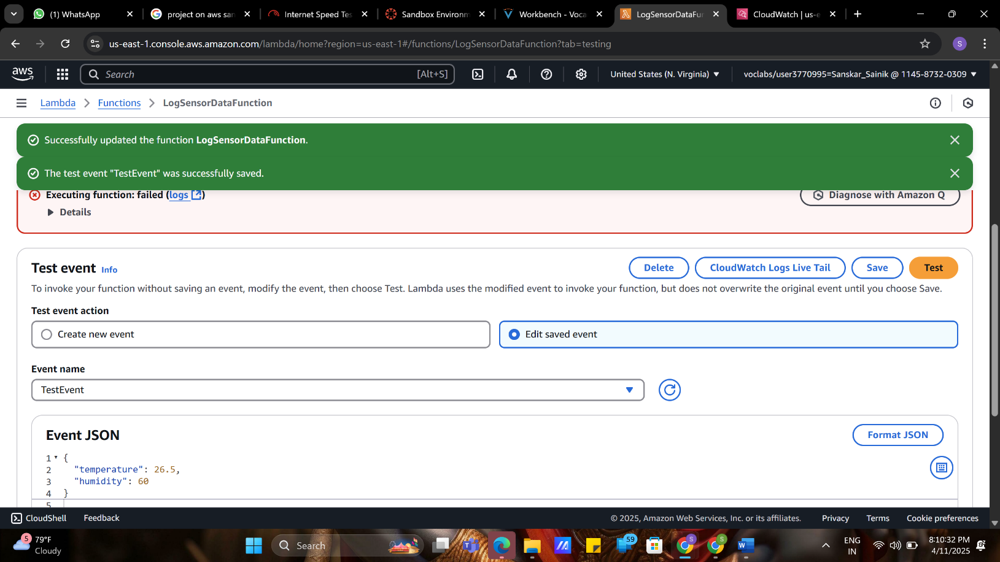 (1) WhatsApp
project on aws san
Internet Speed Tes
Sandbox Environm
Workbench - Voca
LogSensorDataFun
CloudWatch | us-e
us-east-1.console.aws.amazon.com/lambda/home?region=us-east-1#/functions/LogSensorDataFunction?tab=testing
S
aws
Search
[Alt+S]
United States (N. Virginia)
voclabs/user3770995=Sanskar_Sainik @ 1145-8732-0309
Lambda
Functions
LogSensorDataFunction
Successfully updated the function LogSensorDataFunction.
The test event "TestEvent" was successfully saved.
Executing function: failed (logs)
Diagnose with Amazon Q
Details
Test event Info
Delete
CloudWatch Logs Live Tail
Save
Test
To invoke your function without saving an event, modify the event, then choose Test. Lambda uses the modified event to invoke your function, but does not overwrite the original event until you choose Save.
Test event action
Create new event
Edit saved event
Event name
TestEvent
Event JSON
Format JSON
1 {
2 "temperature": 26.5,
3 "humidity": 60
4 }
5
CloudShell
Feedback
© 2025, Amazon Web Services, Inc. or its affiliates.
Privacy
Terms
Cookie preferences
5
79°F
Cloudy
Search
59
S
S
ENG
IN
8:10:32 PM
4/11/2025